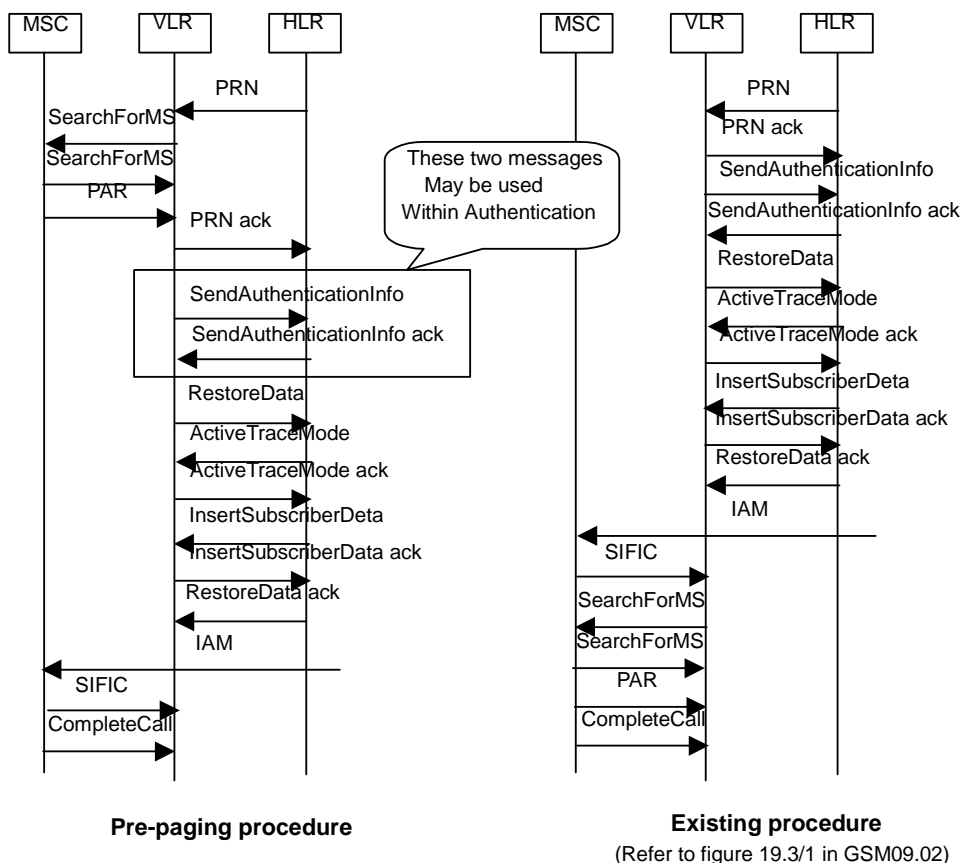 MSC
VLR
HLR
PRN
SearchForMS
SearchForMS
PAR
PRN ack
These two messages
May be used
Within Authentication
SendAuthenticationInfo
SendAuthenticationInfo ack
RestoreData
ActiveTraceMode
ActiveTraceMode ack
InsertSubscriberDeta
InsertSubscriberData ack
RestoreData ack
IAM
SIFIC
CompleteCall
Pre-paging procedure
MSC
VLR
HLR
PRN
PRN ack
SendAuthenticationInfo
SendAuthenticationInfo ack
RestoreData
ActiveTraceMode
ActiveTraceMode ack
InsertSubscriberDeta
InsertSubscriberData ack
RestoreData ack
IAM
SIFIC
SearchForMS
SearchForMS
PAR
CompleteCall
Existing procedure
(Refer to figure 19.3/1 in GSM09.02)